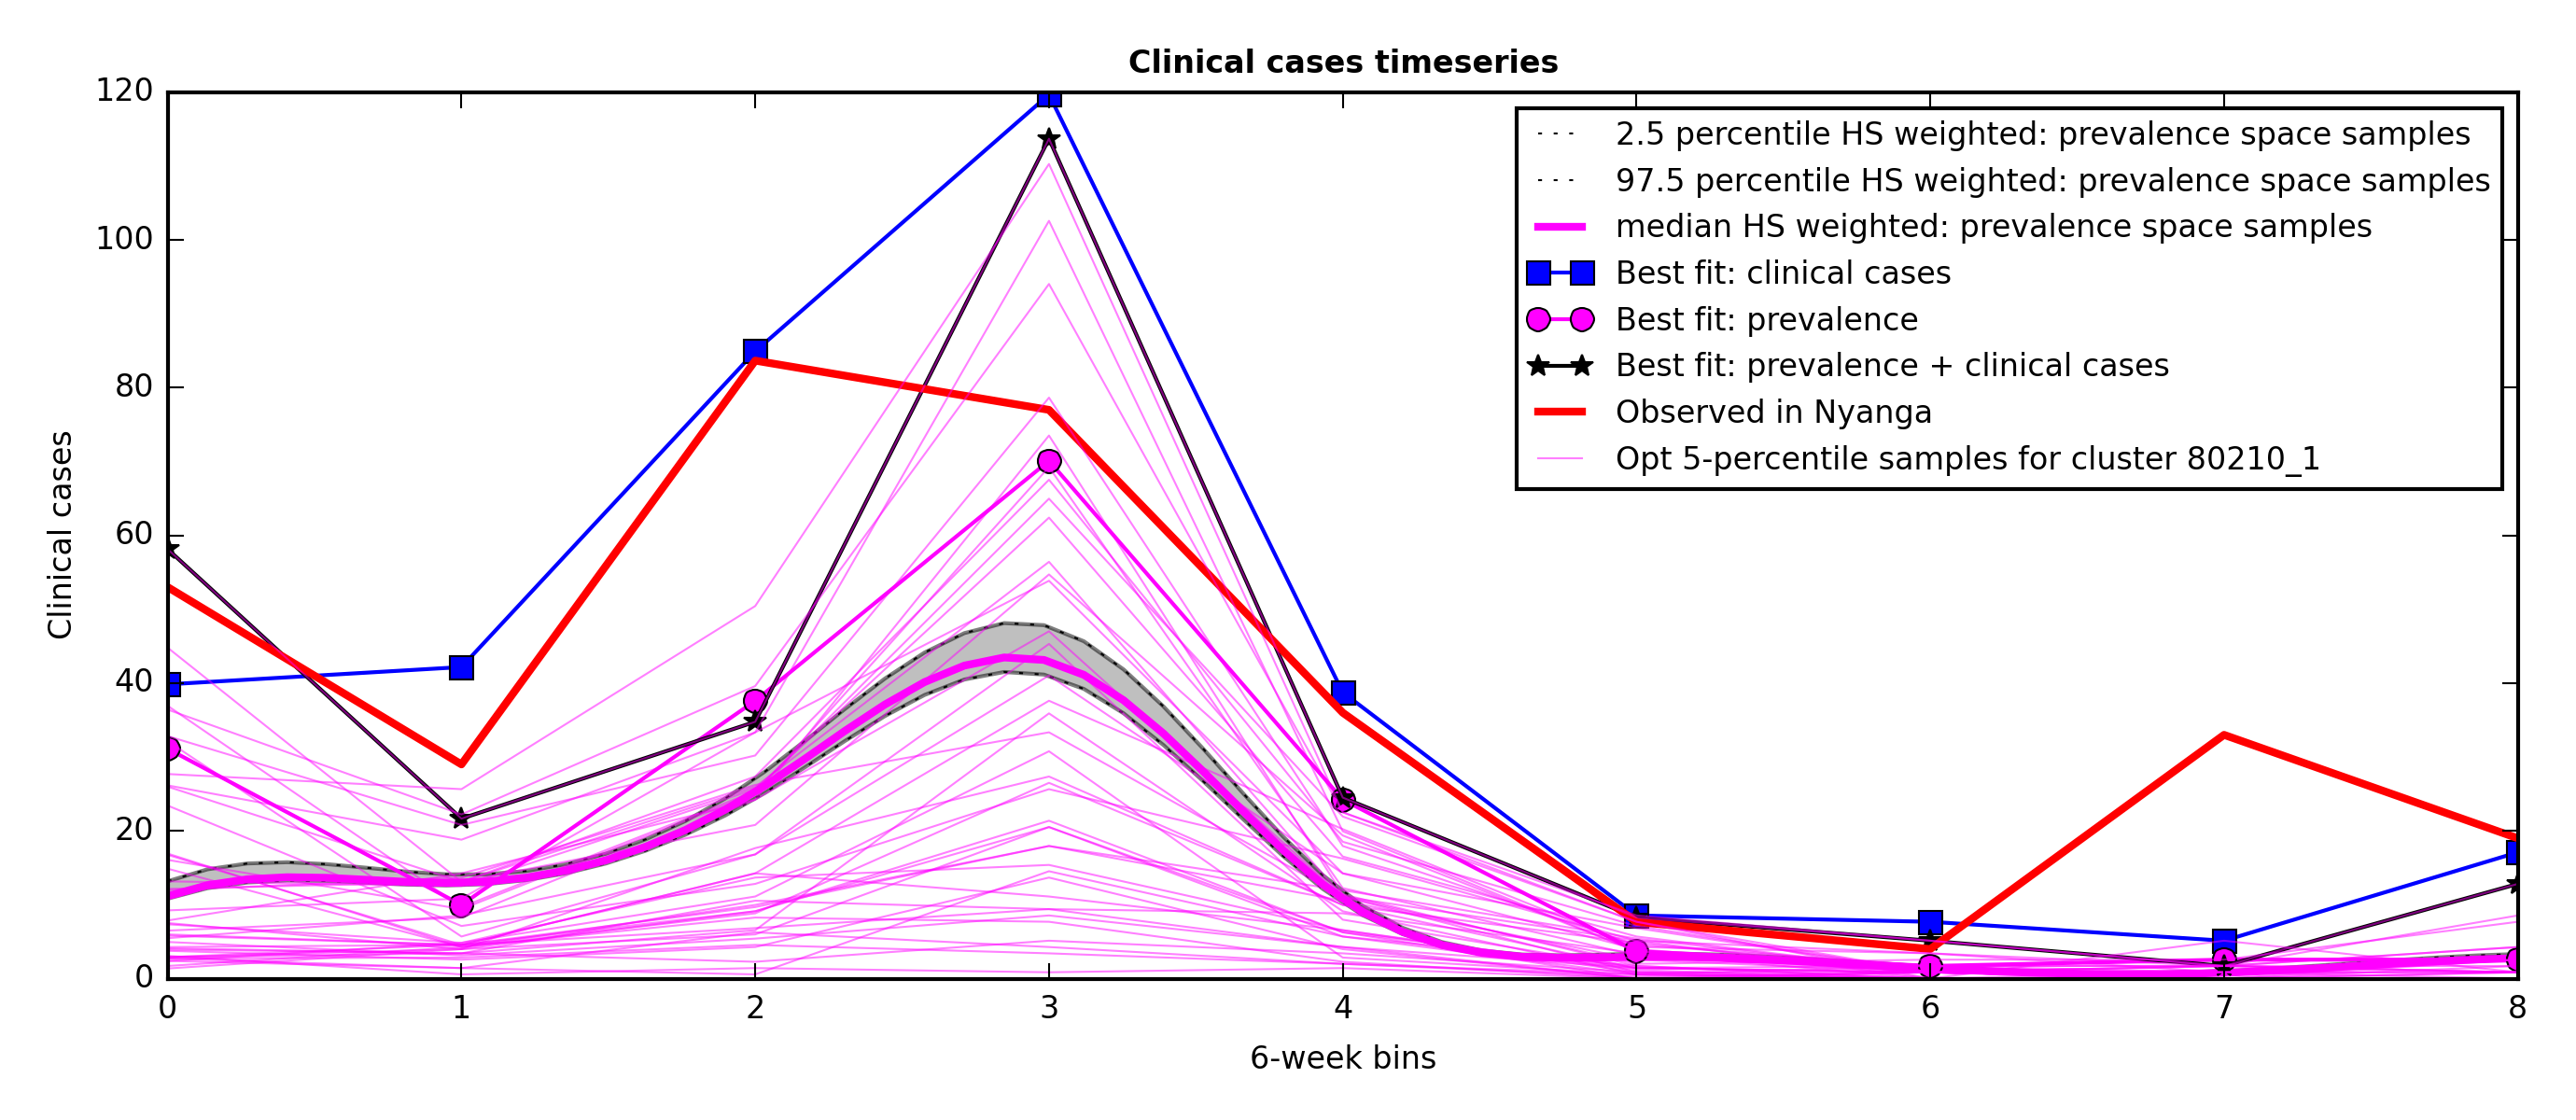 Clinical cases timeseries
120
100
80
60
40
20
0
Clinical cases
2.5 percentile HS weighted: prevalence space samples
97.5 percentile HS weighted: prevalence space samples
median HS weighted: prevalence space samples
Best fit: clinical cases
Best fit: prevalence
Best fit: prevalence + clinical cases
Observed in Nyanga
Opt 5-percentile samples for cluster 80210_1
0 1 2 3 4 5 6 7 8
6-week bins